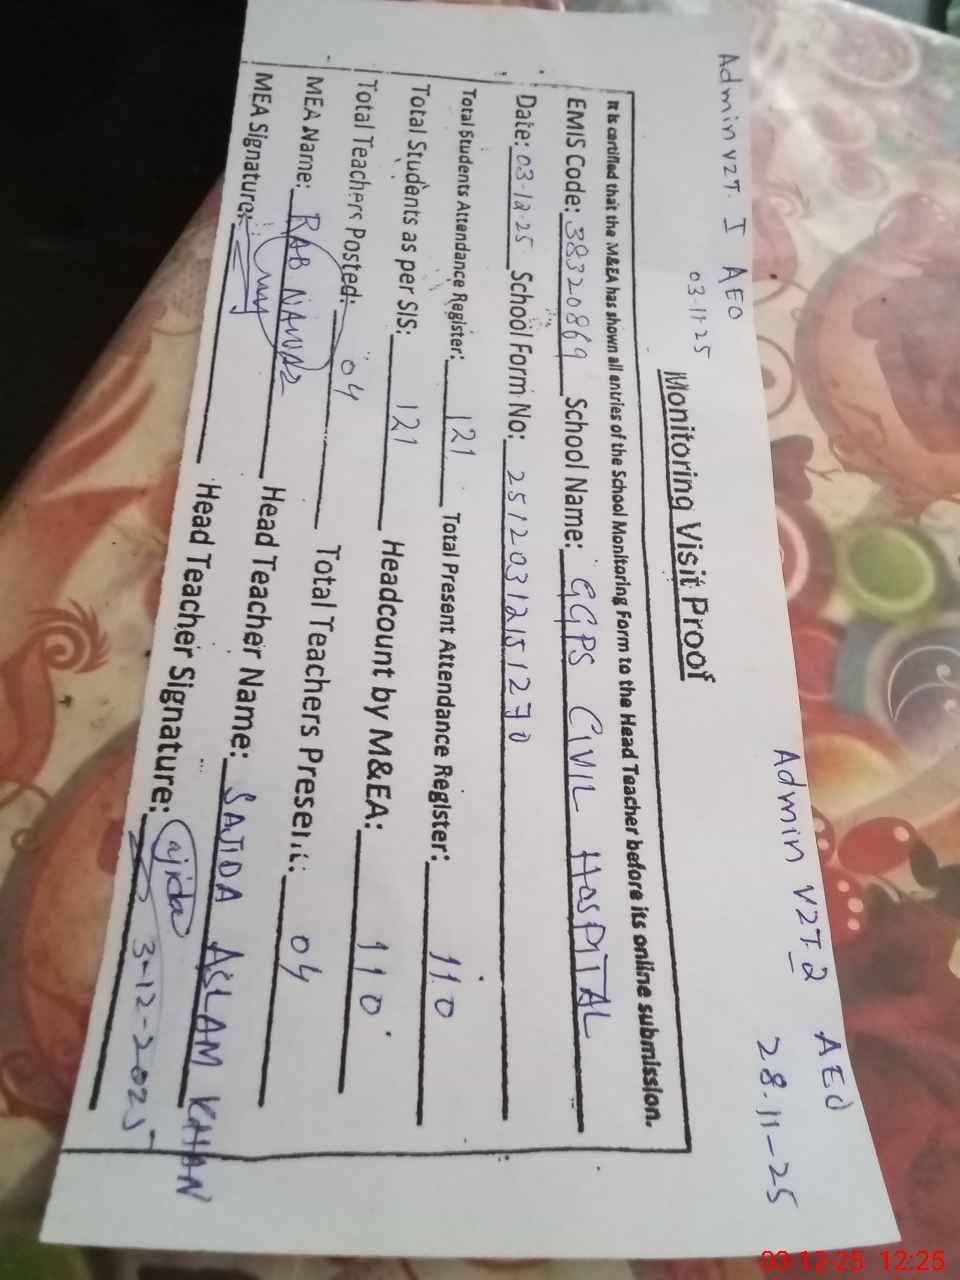 Admin V2T. I AEO
03-11-25
Admin V2T. 2 AEO
28.11-25
Monitoring Visit Proof
It is certified that the M&EA has shown all entries of the School Monitoring Form to the Head Teacher before its online submission.
EMIS Code: 38320869 School Name: GGPS CIVIL HOSPITAL
Date: 03-12-25 School Form No: 25120312151270
Total Students Attendance Register: 121 Total Present Attendance Register: 110
Total Students as per SIS: 121 Headcount by M&EA: 110
Total Teachers Posted: 04 Total Teachers Present: 04
MEA Name: RAB NAWAZ Head Teacher Name: SAJIDA ASLAM KHAN
MEA Signature: Head Teacher Signature: Sajida
3-12-2025
03-12-25 12:25